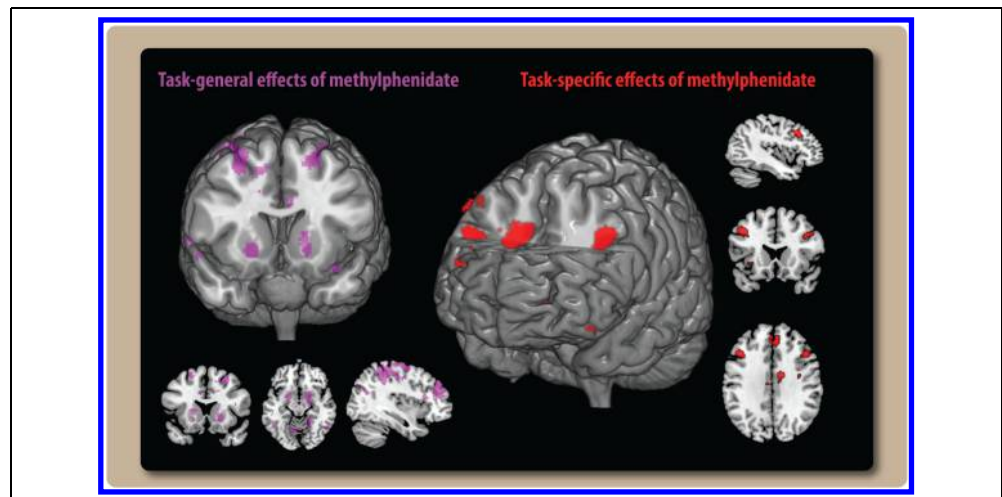 Task-general effects of methylphenidate
Task-specific effects of methylphenidate